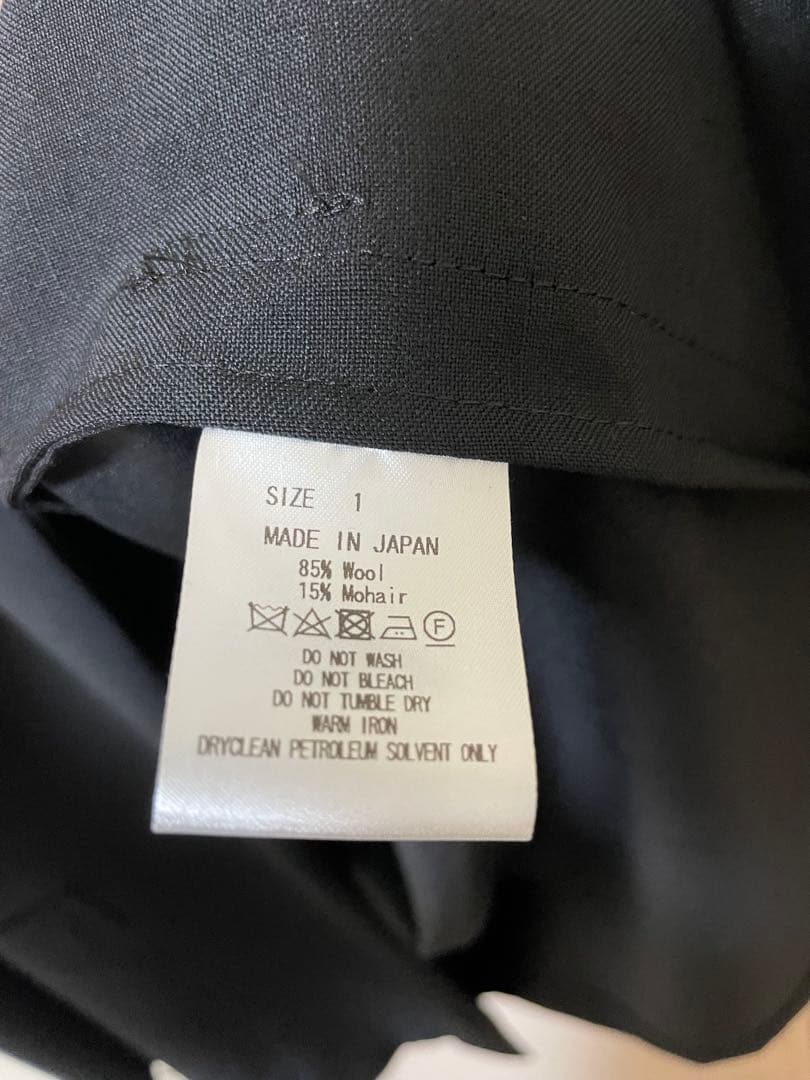 SIZE 1
MADE IN JAPAN
85% Wool
15% Mohair
F
DO NOT WASH
DO NOT BLEACH
DO NOT TUMBLE DRY
WARM IRON
DRYCLEAN PETROLEUM SOLVENT ONLY